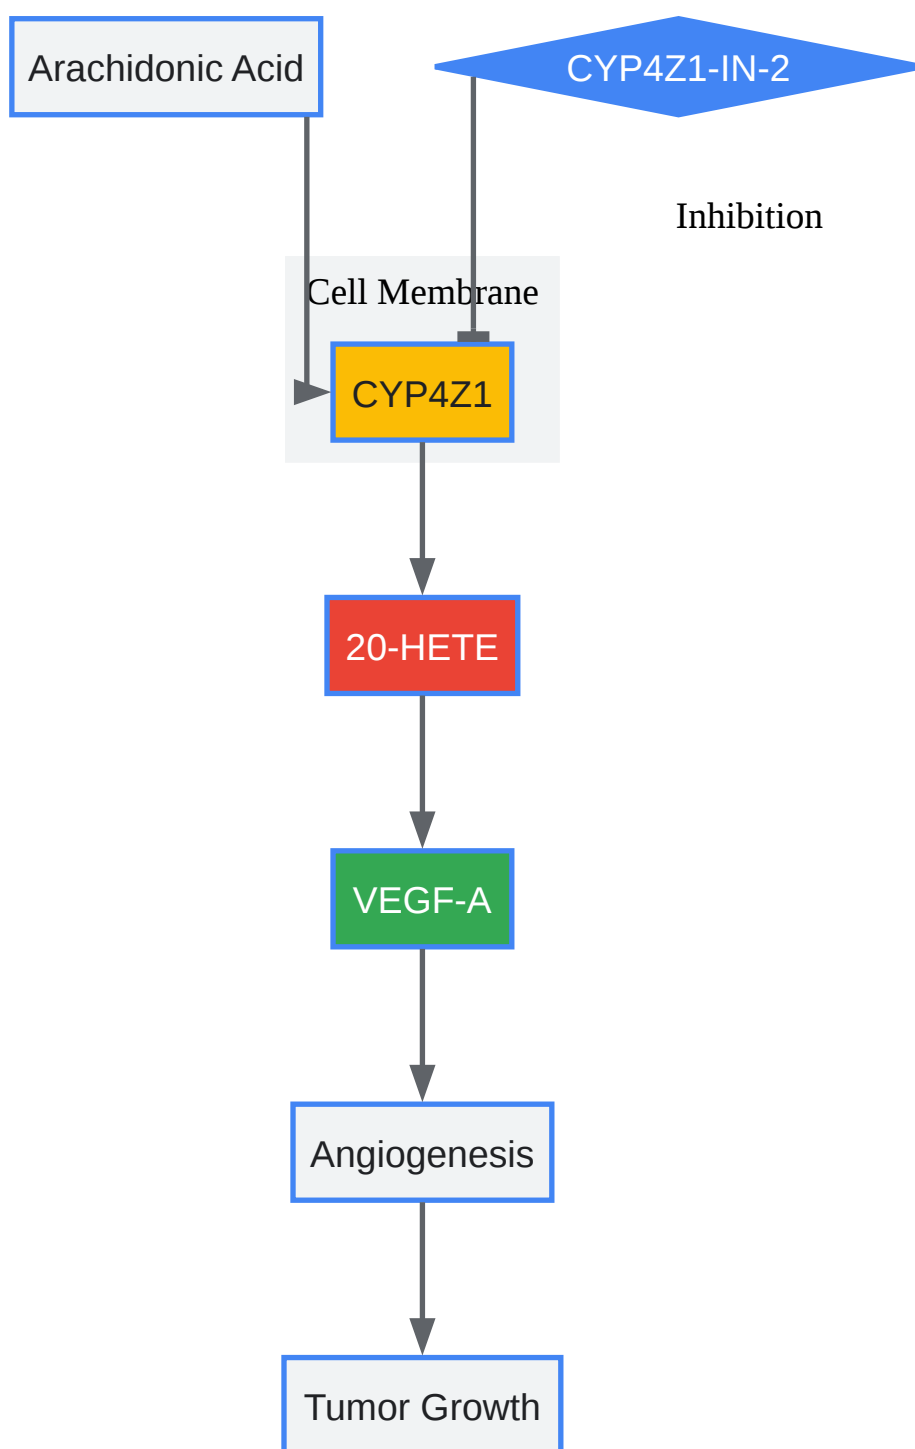 Arachidonic Acid
CYP4Z1-IN-2
Inhibition
Cell Membrane
CYP4Z1
20-HETE
VEGF-A
Angiogenesis
Tumor Growth